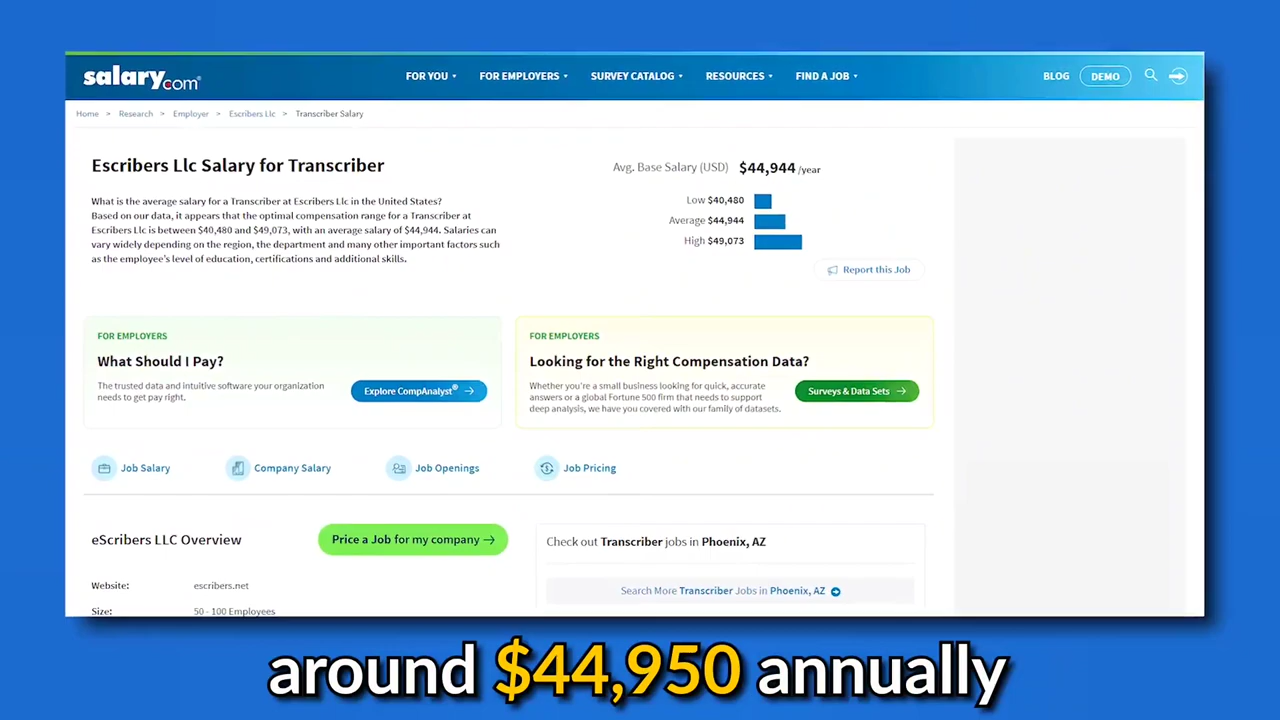 salary.com®
FOR YOU
FOR EMPLOYERS
SURVEY CATALOG
RESOURCES
FIND A JOB
BLOG
DEMO
Home > Research > Employer > Escribers Llc > Transcriber Salary
Escribers Llc Salary for Transcriber
What is the average salary for a Transcriber at Escribers Llc in the United States?
Based on our data, it appears that the optimal compensation range for a Transcriber at
Escribers Llc is between $40,480 and $49,073, with an average salary of $44,944. Salaries can
vary widely depending on the region, the department and many other important factors such
as the employee's level of education, certifications and additional skills.
Avg. Base Salary (USD) $44,944 /year
Low $40,480
Average $44,944
High $49,073
Report this Job
FOR EMPLOYERS
What Should I Pay?
The trusted data and intuitive software your organization
needs to get pay right.
Explore CompAnalyst® →
FOR EMPLOYERS
Looking for the Right Compensation Data?
Whether you're a small business looking for quick, accurate
answers or a global Fortune 500 firm that needs to support
deep analysis, we have you covered with our family of datasets.
Surveys & Data Sets →
Job Salary
Company Salary
Job Openings
Job Pricing
eScribers LLC Overview
Price a Job for my company →
Website: escribers.net
Size: 50 - 100 Employees
Check out Transcriber jobs in Phoenix, AZ
Search More Transcriber Jobs in Phoenix, AZ
around $44,950 annually